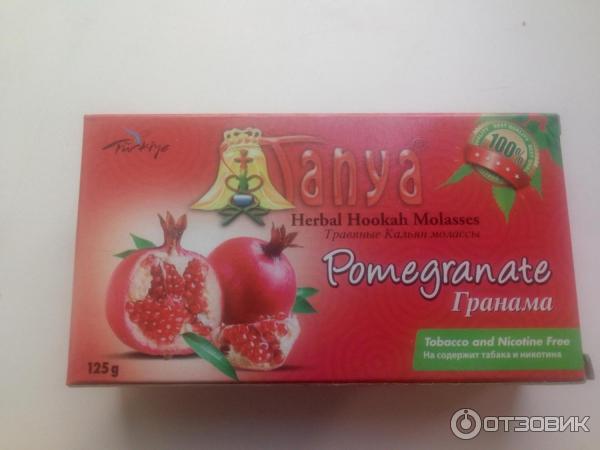 Türkiye
Tanya
100%
Herbal Hookah Molasses
Травяные Кальян молассы
Pomegranate
Гранама
Tobacco and Nicotine Free
На содержит табака и никотина
125 g
ОТЗОВИК